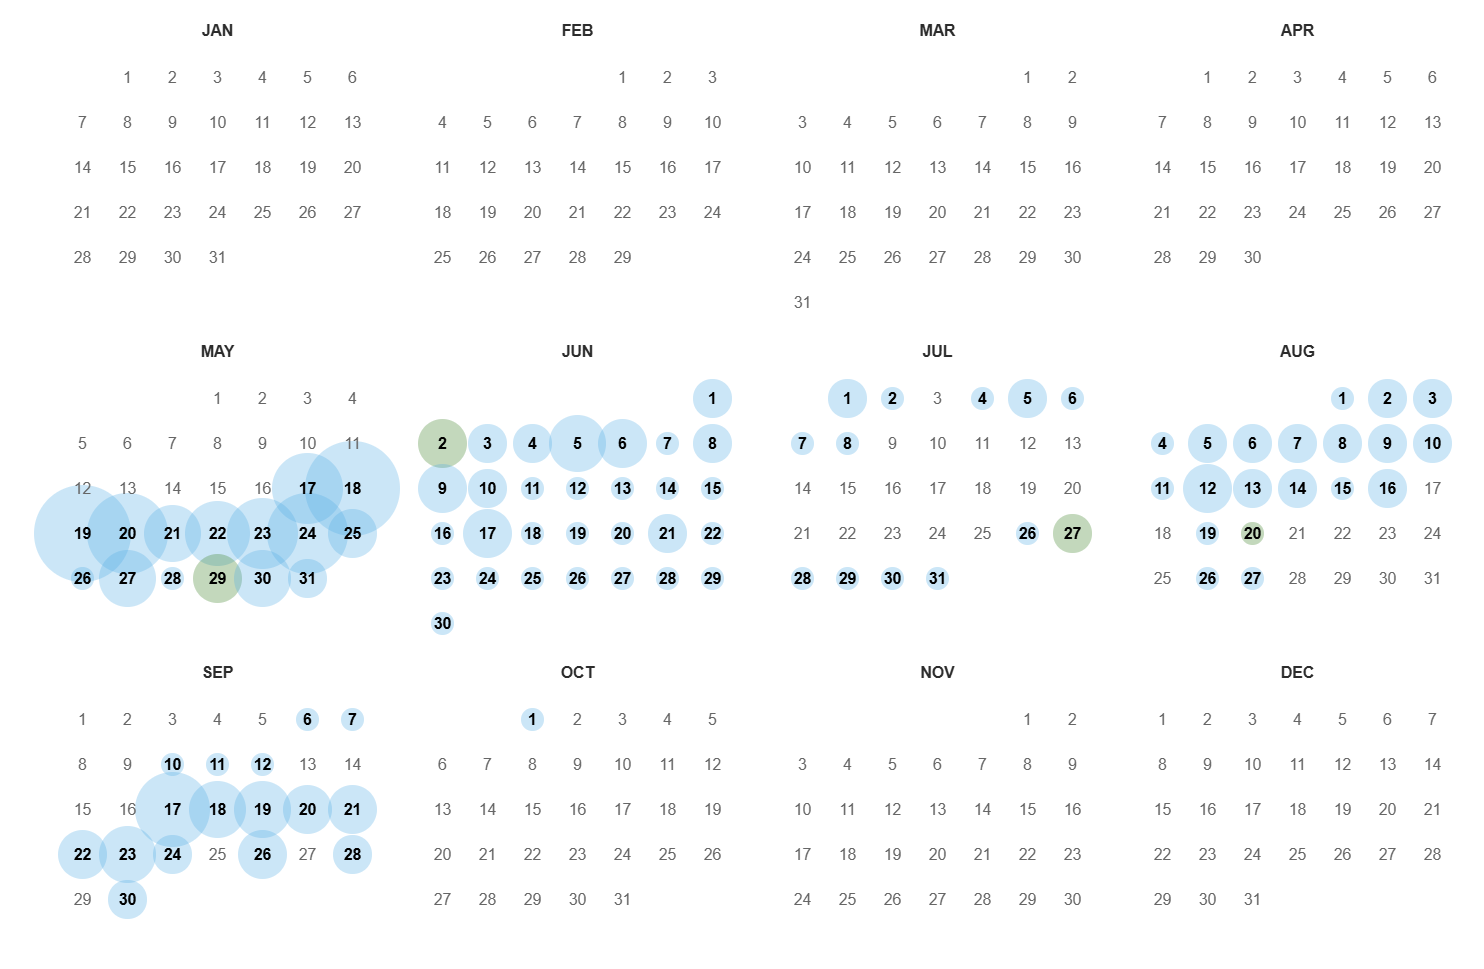 JAN FEB MAR APR
1 2 3 4 5 6 1 2 3 1 2 1 2 3 4 5 6
7 8 9 10 11 12 13 4 5 6 7 8 9 10 3 4 5 6 7 8 9 7 8 9 10 11 12 13
14 15 16 17 18 19 20 11 12 13 14 15 16 17 10 11 12 13 14 15 16 14 15 16 17 18 19 20
21 22 23 24 25 26 27 18 19 20 21 22 23 24 17 18 19 20 21 22 23 21 22 23 24 25 26 27
28 29 30 31 25 26 27 28 29 24 25 26 27 28 29 30 28 29 30
31
MAY JUN JUL AUG
1 2 3 4 1 1 2 3 4 5 6 1 2 3
5 6 7 8 9 10 11 2 3 4 5 6 7 8 7 8 9 10 11 12 13 4 5 6 7 8 9 10
12 13 14 15 16 17 18 9 10 11 12 13 14 15 14 15 16 17 18 19 20 11 12 13 14 15 16 17
19 20 21 22 23 24 25 16 17 18 19 20 21 22 21 22 23 24 25 26 27 18 19 20 21 22 23 24
26 27 28 29 30 31 23 24 25 26 27 28 29 28 29 30 31 25 26 27 28 29 30 31
30
SEP OCT NOV DEC
1 2 3 4 5 6 7 1 2 3 4 5 1 2 1 2 3 4 5 6 7
8 9 10 11 12 13 14 6 7 8 9 10 11 12 3 4 5 6 7 8 9 8 9 10 11 12 13 14
15 16 17 18 19 20 21 13 14 15 16 17 18 19 10 11 12 13 14 15 16 15 16 17 18 19 20 21
22 23 24 25 26 27 28 20 21 22 23 24 25 26 17 18 19 20 21 22 23 22 23 24 25 26 27 28
29 30 27 28 29 30 31 24 25 26 27 28 29 30 29 30 31